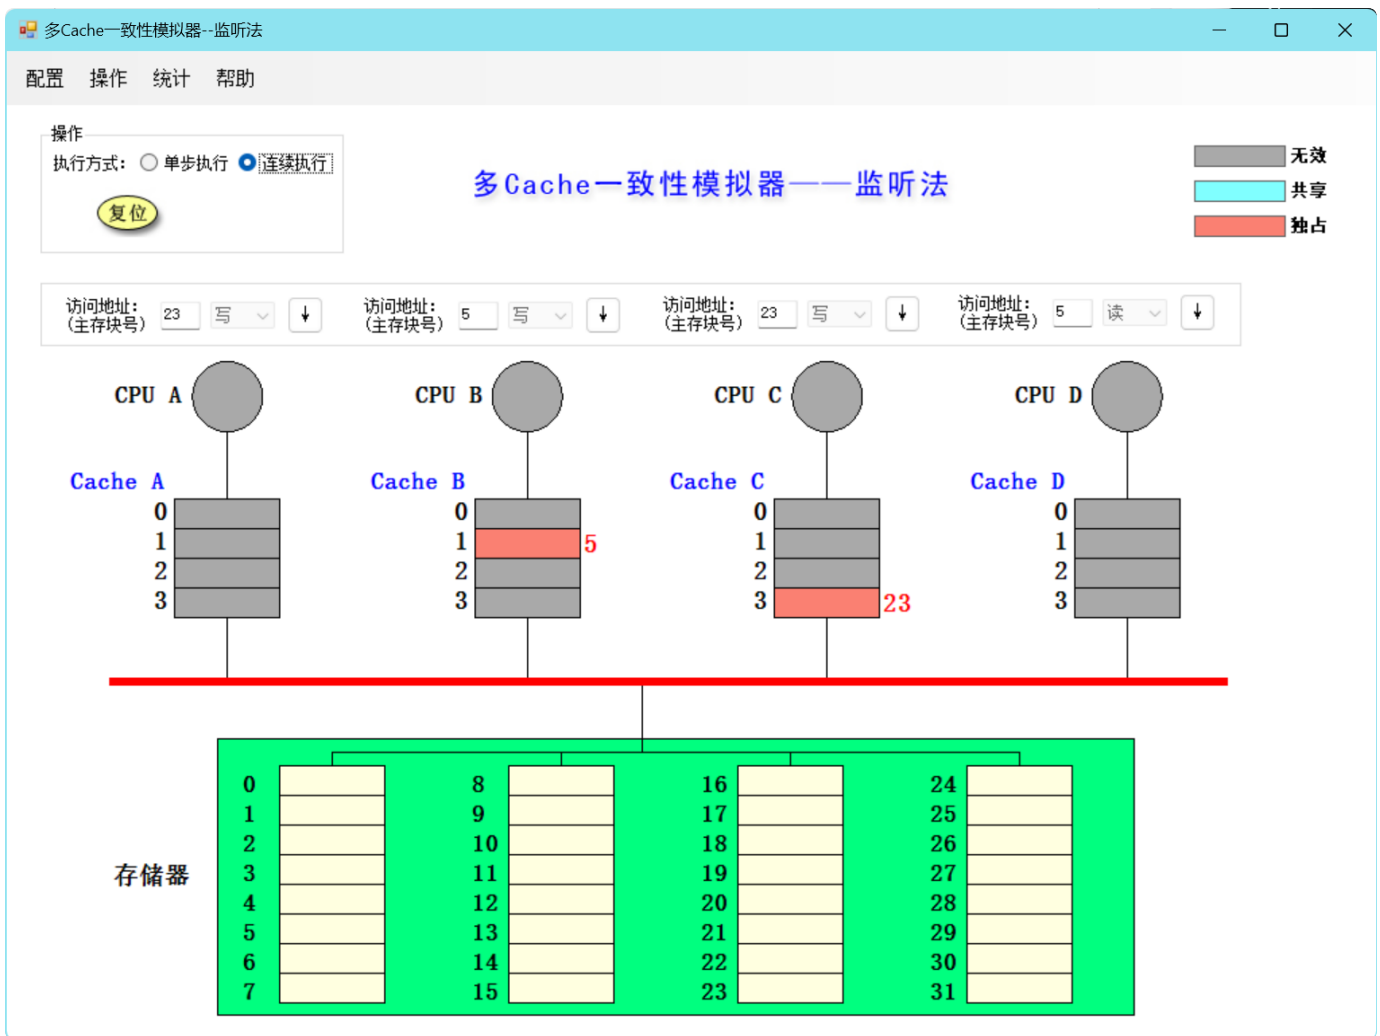 多Cache一致性模拟器--监听法
配置 操作 统计 帮助
操作
执行方式： 单步执行 连续执行
复位
多Cache一致性模拟器——监听法
无效
共享
独占
访问地址：
（主存块号） 23 写 ↓
访问地址：
（主存块号） 5 写 ↓
访问地址：
（主存块号） 23 写 ↓
访问地址：
（主存块号） 5 读 ↓
CPU A CPU B CPU C CPU D
Cache A Cache B Cache C Cache D
0 0 0 0
1 1 5 1 1
2 2 2 2
3 3 3 23 3
存储器
0 8 16 24
1 9 17 25
2 10 18 26
3 11 19 27
4 12 20 28
5 13 21 29
6 14 22 30
7 15 23 31